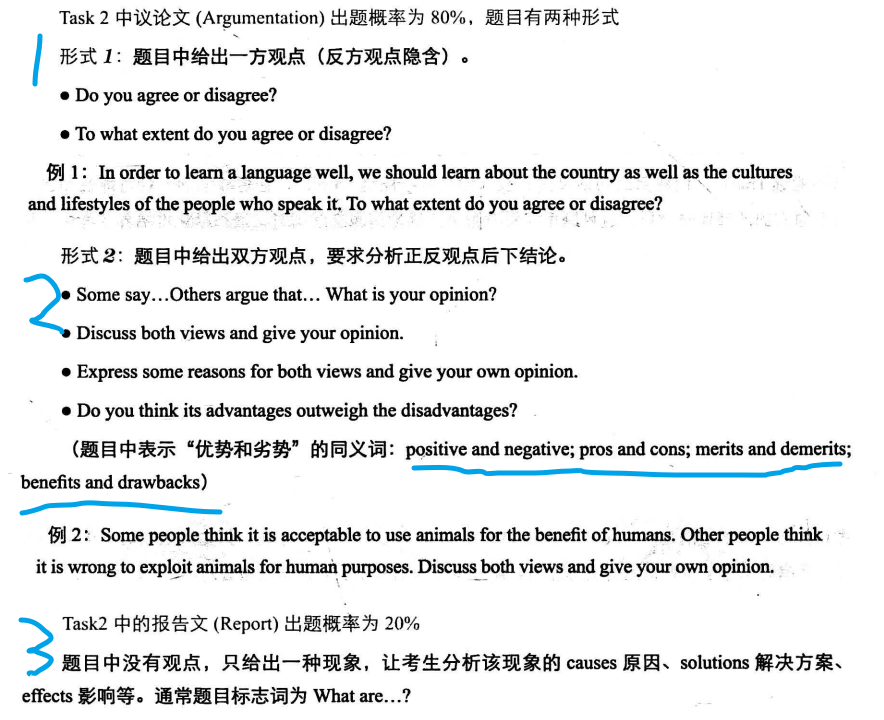 Task 2 中议论文 (Argumentation) 出题概率为 80%，题目有两种形式
1 形式 1：题目中给出一方观点（反方观点隐含）。
● Do you agree or disagree?
● To what extent do you agree or disagree?
例 1：In order to learn a language well, we should learn about the country as well as the cultures
and lifestyles of the people who speak it. To what extent do you agree or disagree?
形式 2：题目中给出双方观点，要求分析正反观点后下结论。
2 ● Some say…Others argue that… What is your opinion?
● Discuss both views and give your opinion.
● Express some reasons for both views and give your own opinion.
● Do you think its advantages outweigh the disadvantages?
（题目中表示“优势和劣势”的同义词：positive and negative; pros and cons; merits and demerits;
benefits and drawbacks）
例 2：Some people think it is acceptable to use animals for the benefit of humans. Other people think
it is wrong to exploit animals for human purposes. Discuss both views and give your own opinion.
Task2 中的报告文 (Report) 出题概率为 20%
3 题目中没有观点，只给出一种现象，让考生分析该现象的 causes 原因、solutions 解决方案、
effects 影响等。通常题目标志词为 What are…?